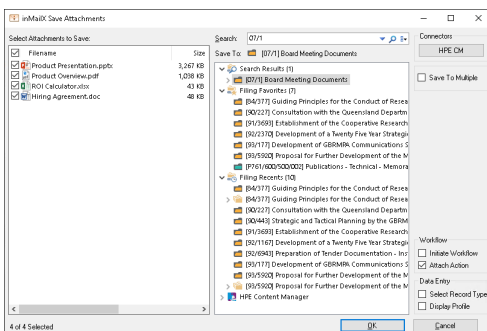 inMailX Save Attachments
Select Attachments to Save:
Filename Size
Product Presentation.pptx 3,267 KB
Product Overview.pdf 1,038 KB
ROI Calculator.xlsx 43 KB
Hiring Agreement.doc 48 KB
4 of 4 Selected
Search: 07/1
Save To: [07/1] Board Meeting Documents
Search Results (1)
[07/1] Board Meeting Documents
Filing Favorites (7)
[84/377] Guiding Principles for the Conduct of Resea
[90/227] Consultation with the Queensland Departn
[91/3693] Establishment of the Cooperative Research
[92/2370] Development of a Twenty Five Year Strategi
[93/177] Development of GBRMPA Communications S
[93/5920] Proposal for Further Development of the M
[P761/600/500/002] Publications - Technical - Memora
Filing Recents (10)
[84/377] Guiding Principles for the Conduct of Resea
[84/377] Guiding Principles for the Conduct of Resea
[90/227] Consultation with the Queensland Departn
[90/443] Strategic and Tactical Planning by the GBRM
[91/3693] Establishment of the Cooperative Research
[92/1167] Development of a Twenty Five Year Strategi
[92/6943] Preparation of Tender Documentation - Ins
[93/177] Development of GBRMPA Communications S
[93/5920] Proposal for Further Development of the M
[93/5920] Proposal for Further Development of the M
HPE Content Manager
OK
Connectors
HPE CM
Save To Multiple
Workflow
Initiate Workflow
Attach Action
Data Entry
Select Record Type
Display Profile
Cancel